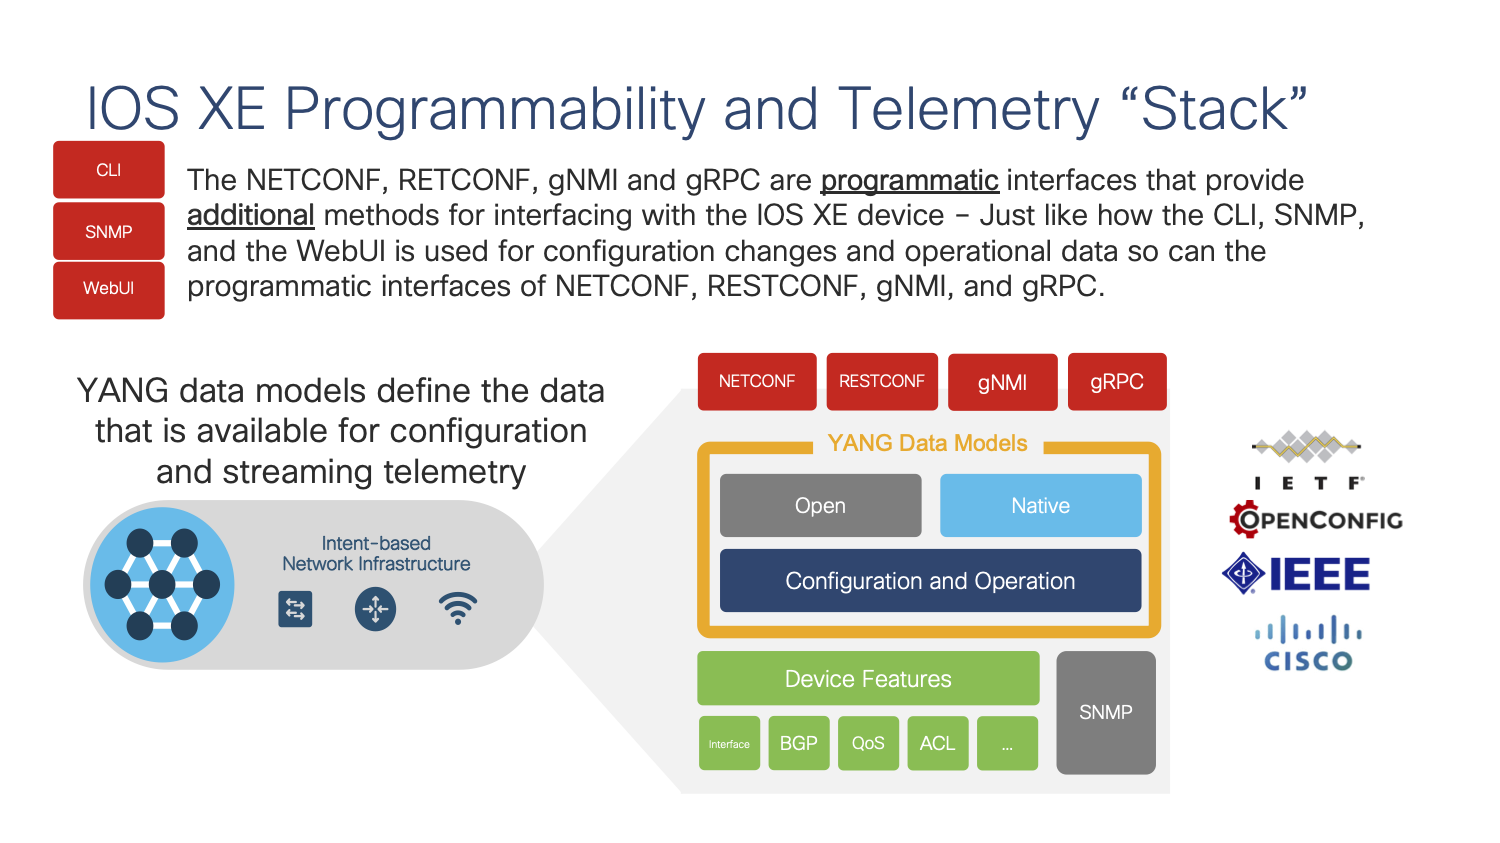 IOS XE Programmability and Telemetry “Stack”
CLI
SNMP
WebUI
The NETCONF, RETCONF, gNMI and gRPC are programmatic interfaces that provide
additional methods for interfacing with the IOS XE device – Just like how the CLI, SNMP,
and the WebUI is used for configuration changes and operational data so can the
programmatic interfaces of NETCONF, RESTCONF, gNMI, and gRPC.
YANG data models define the data
that is available for configuration
and streaming telemetry
Intent-based
Network Infrastructure
NETCONF
RESTCONF
gNMI
gRPC
YANG Data Models
Open
Native
Configuration and Operation
Device Features
Interface
BGP
QoS
ACL
...
SNMP
I E T F®
OPENCONFIG
IEEE
CISCO